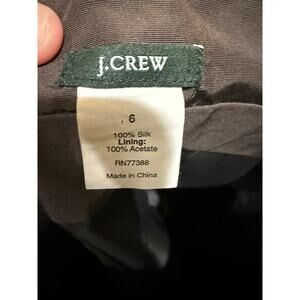 J.CREW
6
100% Silk
Lining:
100% Acetate
RN77388
Made in China